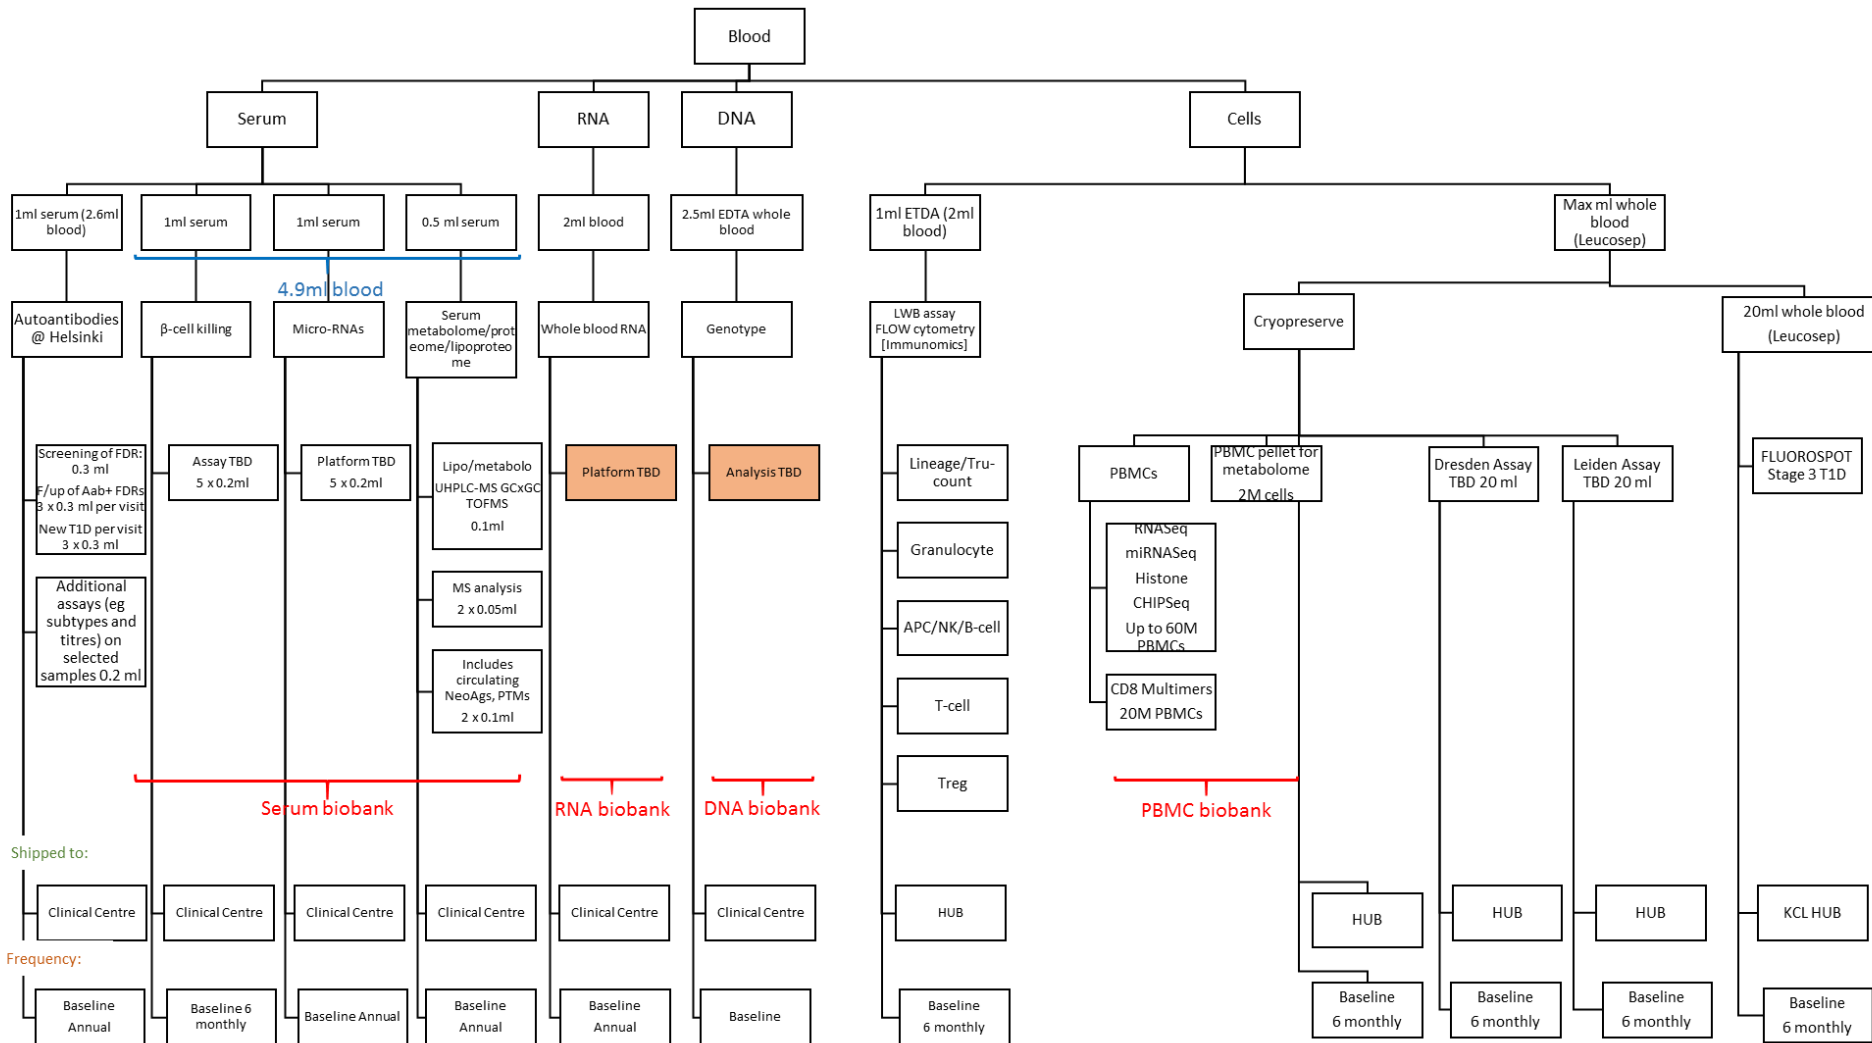 Blood
Serum
RNA
DNA
Cells
1ml serum (2.6ml
blood)
1ml serum
1ml serum
0.5 ml serum
2ml blood
2.5ml EDTA whole
blood
1ml ETDA (2ml
blood)
Max ml whole
blood
(Leucosep)
4.9ml blood
Autoantibodies
@ Helsinki
β-cell killing
Micro-RNAs
Serum
metabolome/prot
eome/lipoproteo
me
Whole blood RNA
Genotype
LWB assay
FLOW cytometry
[Immunomics]
Cryopreserve
20ml whole blood
(Leucosep)
Screening of FDR:
0.3 ml
F/up of Aab+ FDRs
3 x 0.3 ml per visit
New T1D per visit
3 x 0.3 ml
Additional
assays (eg
subtypes and
titres) on
selected
samples 0.2 ml
Assay TBD
5 x 0.2ml
Platform TBD
5 x 0.2ml
Lipo/metabolo
UHPLC-MS GCxGC
TOFMS
0.1ml
MS analysis
2 x 0.05ml
Includes
circulating
NeoAgs, PTMs
2 x 0.1ml
Platform TBD
Analysis TBD
Lineage/Tru-
count
Granulocyte
APC/NK/B-cell
T-cell
Treg
PBMCs
RNASeq
miRNASeq
Histone
CHIPSeq
Up to 60M
PBMCs
CD8 Multimers
20M PBMCs
PBMC pellet for
metabolome
2M cells
Dresden Assay
TBD 20 ml
Leiden Assay
TBD 20 ml
FLUOROSPOT
Stage 3 T1D
Serum biobank
RNA biobank
DNA biobank
PBMC biobank
Shipped to:
Clinical Centre
Clinical Centre
Clinical Centre
Clinical Centre
Clinical Centre
Clinical Centre
HUB
HUB
HUB
HUB
KCL HUB
Frequency:
Baseline
Annual
Baseline 6
monthly
Baseline Annual
Baseline
Annual
Baseline
Annual
Baseline
Baseline
6 monthly
Baseline
6 monthly
Baseline
6 monthly
Baseline
6 monthly
Baseline
6 monthly